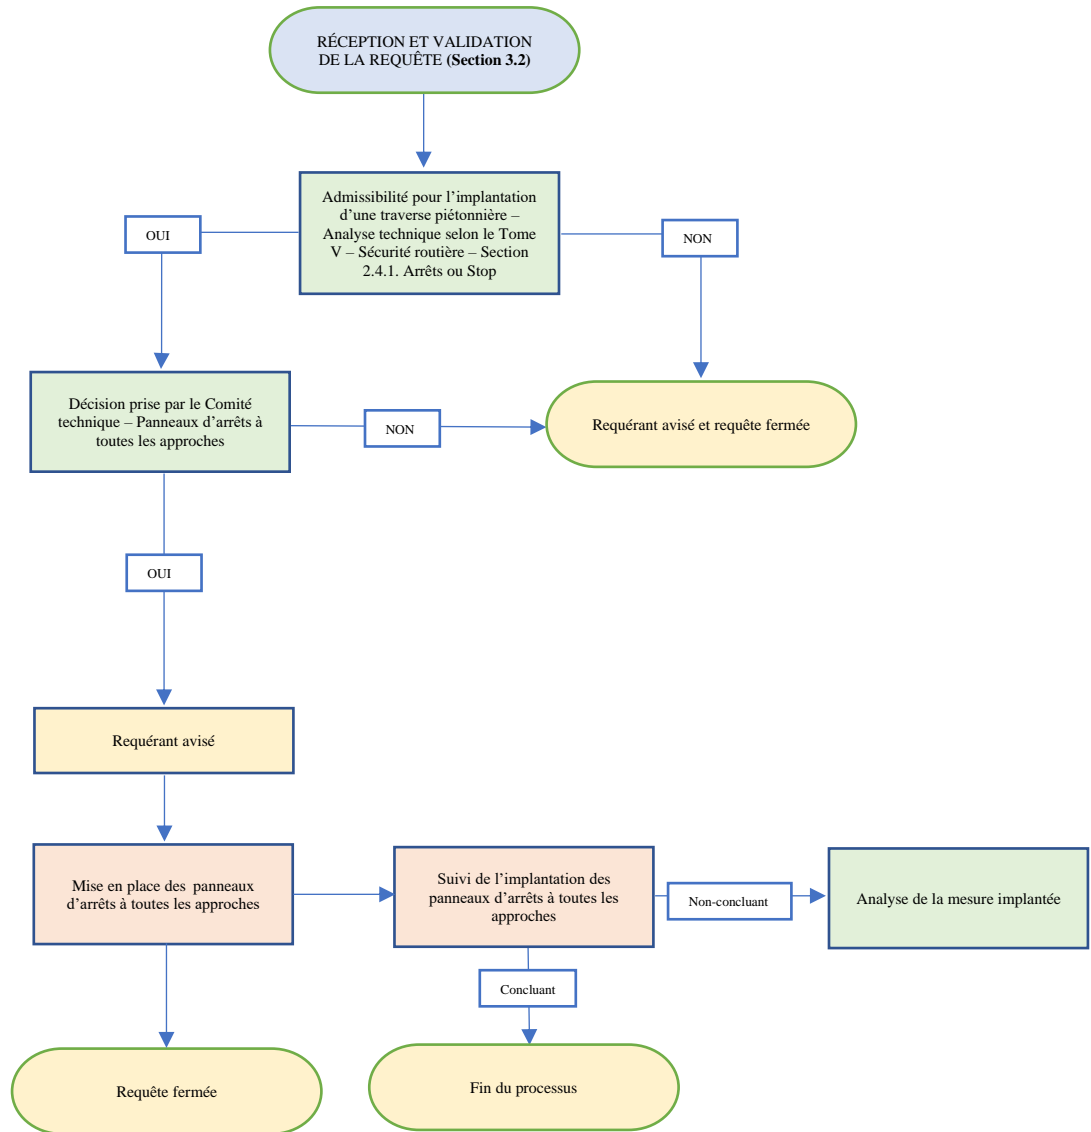 RÉCEPTION ET VALIDATION
DE LA REQUÊTE (Section 3.2)
Admissibilité pour l’implantation
d’une traverse piétonnière –
Analyse technique selon le Tome
V – Sécurité routière – Section
2.4.1. Arrêts ou Stop
OUI
NON
Décision prise par le Comité
technique – Panneaux d’arrêts à
toutes les approches
NON
Requérant avisé et requête fermée
OUI
Requérant avisé
Mise en place des panneaux
d’arrêts à toutes les approches
Suivi de l’implantation des
panneaux d’arrêts à toutes les
approches
Non-concluant
Analyse de la mesure implantée
Concluant
Requête fermée
Fin du processus